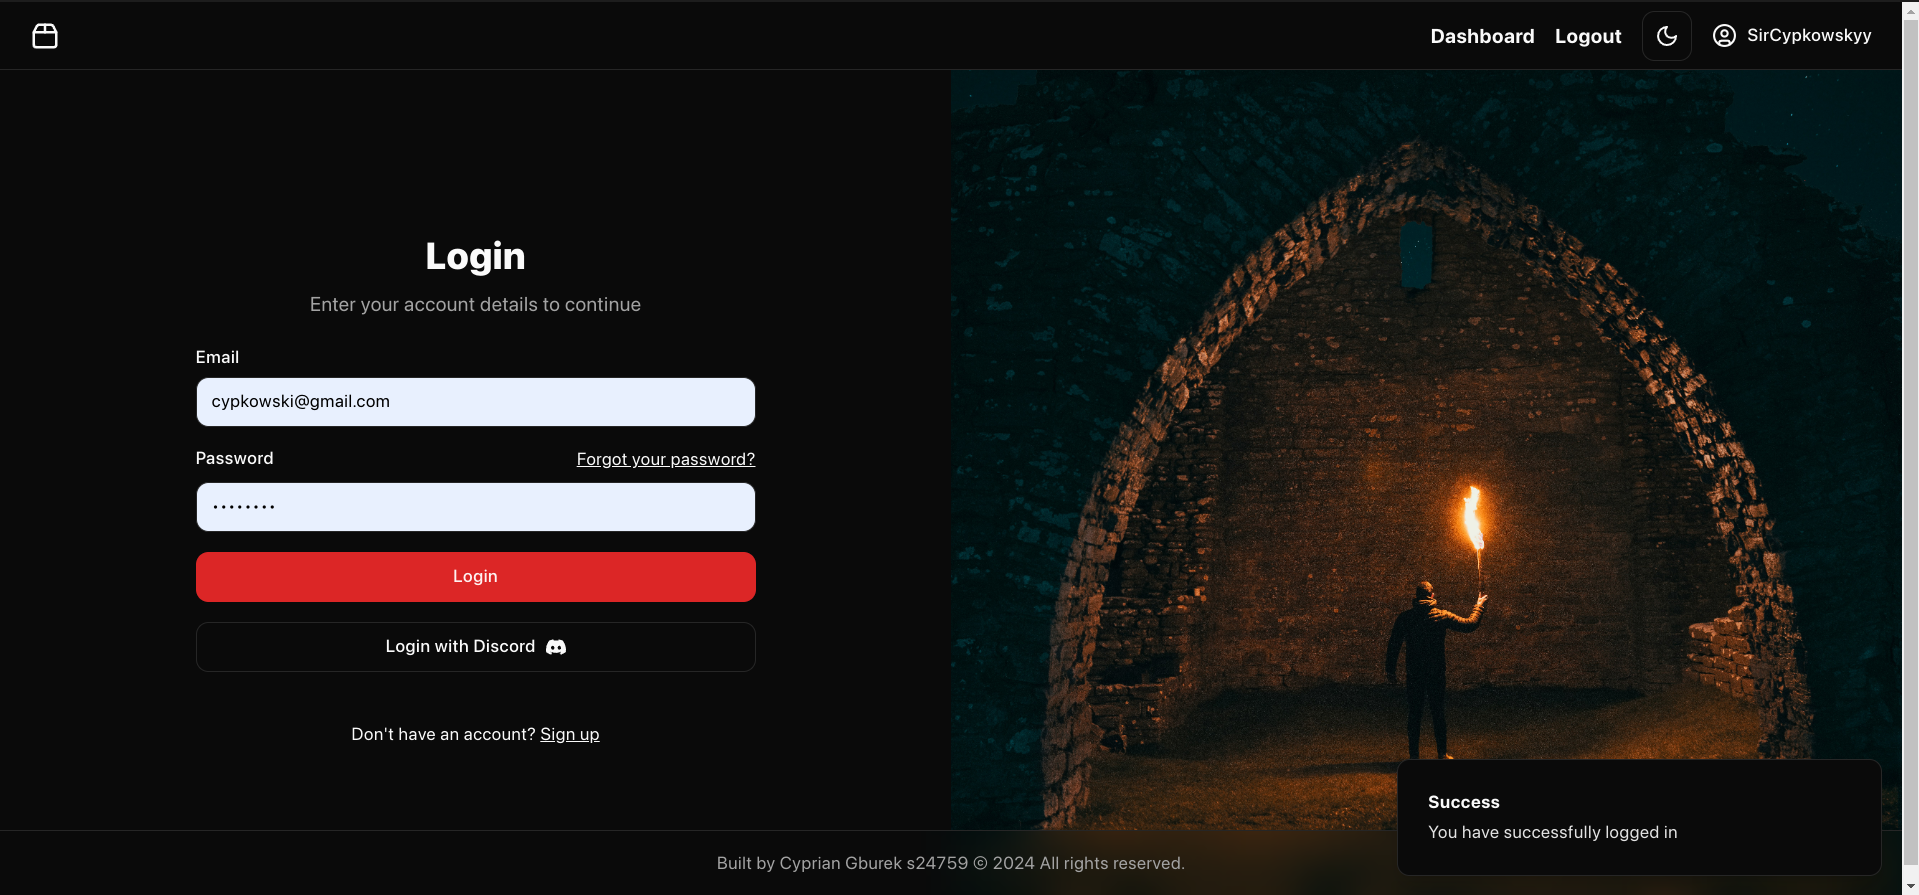 Dashboard Logout SirCypkowskyy
Login
Enter your account details to continue
Email
cypkowski@gmail.com
Password Forgot your password?
••••••••
Login
Login with Discord
Don't have an account? Sign up
Success
You have successfully logged in
Built by Cyprian Gburek s24759 © 2024 All rights reserved.